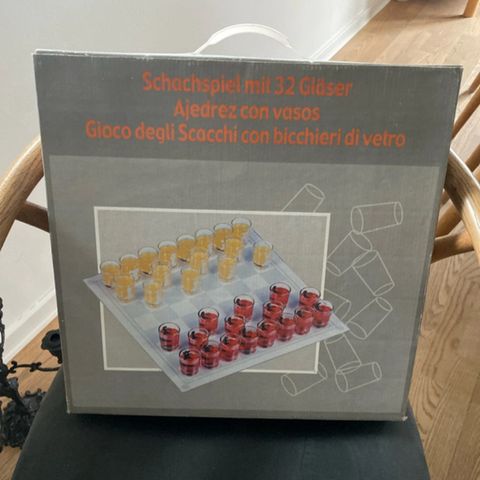 Schachspiel mit 32 Gläser
Ajedrez con vasos
Gioco degli Scacchi con bicchieri di vetro